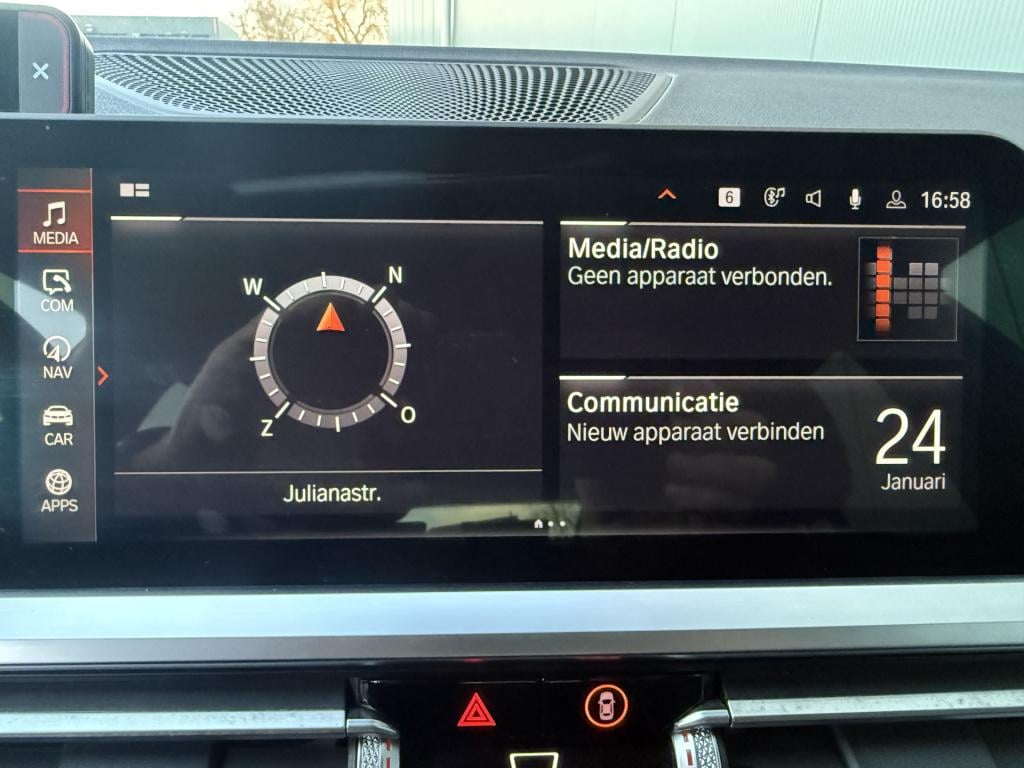 6
16:58
MEDIA
COM
NAV
CAR
APPS
W
N
Z
O
Julianastr.
Media/Radio
Geen apparaat verbonden.
Communicatie
Nieuw apparaat verbinden
24
Januari